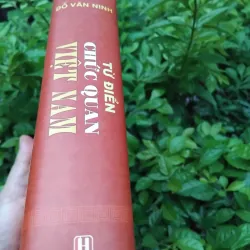 ĐỖ VĂN NINH
TỪ ĐIỂN
CHỨC QUAN
VIỆT NAM